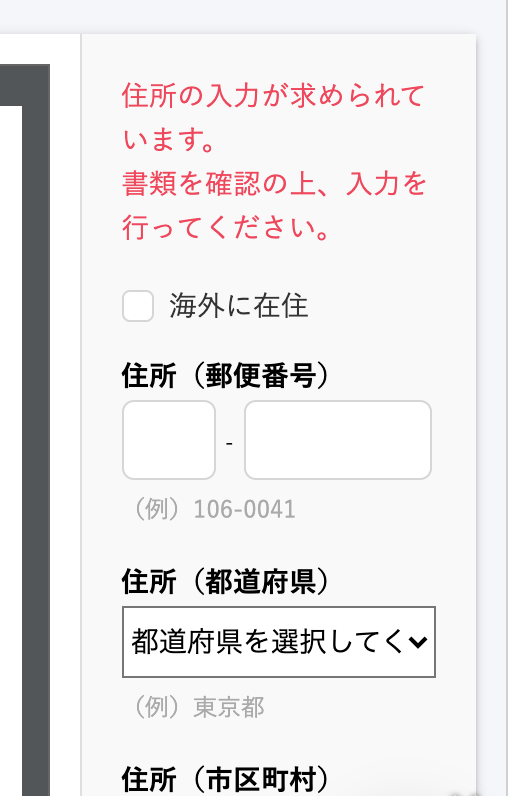 住所の入力が求められて
います。
書類を確認の上、入力を
行ってください。
海外に在住
住所（郵便番号）
-
（例）106-0041
住所（都道府県）
都道府県を選択してく
（例）東京都
住所（市区町村）